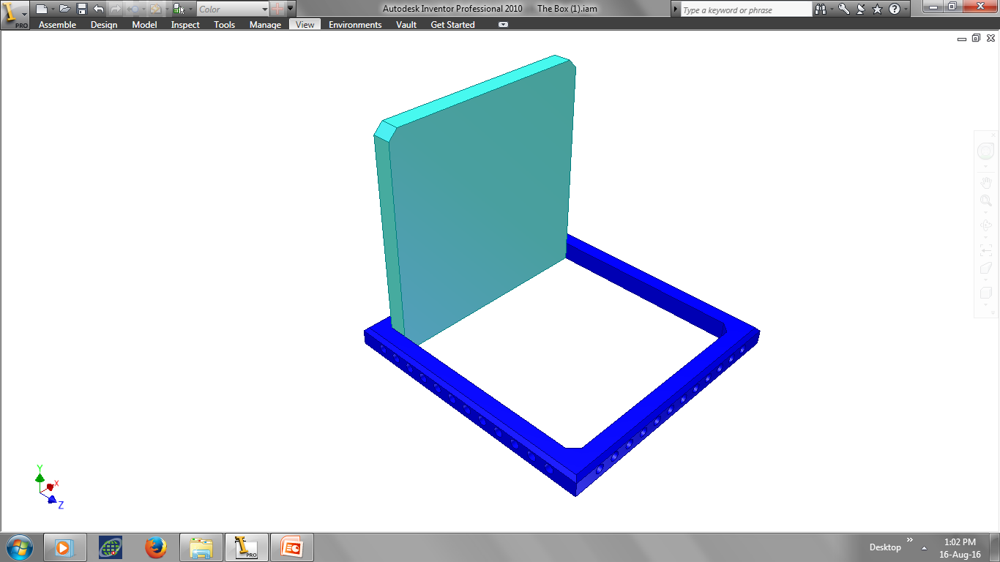 PRO
Color
Autodesk Inventor Professional 2010 The Box (1).iam
Type a keyword or phrase
Assemble Design Model Inspect Tools Manage View Environments Vault Get Started
Y
X
Z
PRO
Desktop
1:02 PM
16-Aug-16